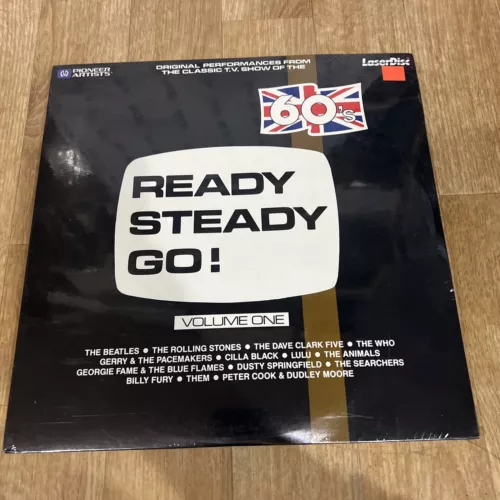 PIONEER
ARTISTS
ORIGINAL PERFORMANCES FROM
THE CLASSIC T.V. SHOW OF THE
LaserDisc
60's
READY
STEADY
GO!
VOLUME ONE
THE BEATLES • THE ROLLING STONES • THE DAVE CLARK FIVE • THE WHO
GERRY & THE PACEMAKERS • CILLA BLACK • LULU • THE ANIMALS
GEORGIE FAME & THE BLUE FLAMES • DUSTY SPRINGFIELD • THE SEARCHERS
BILLY FURY • THEM • PETER COOK & DUDLEY MOORE